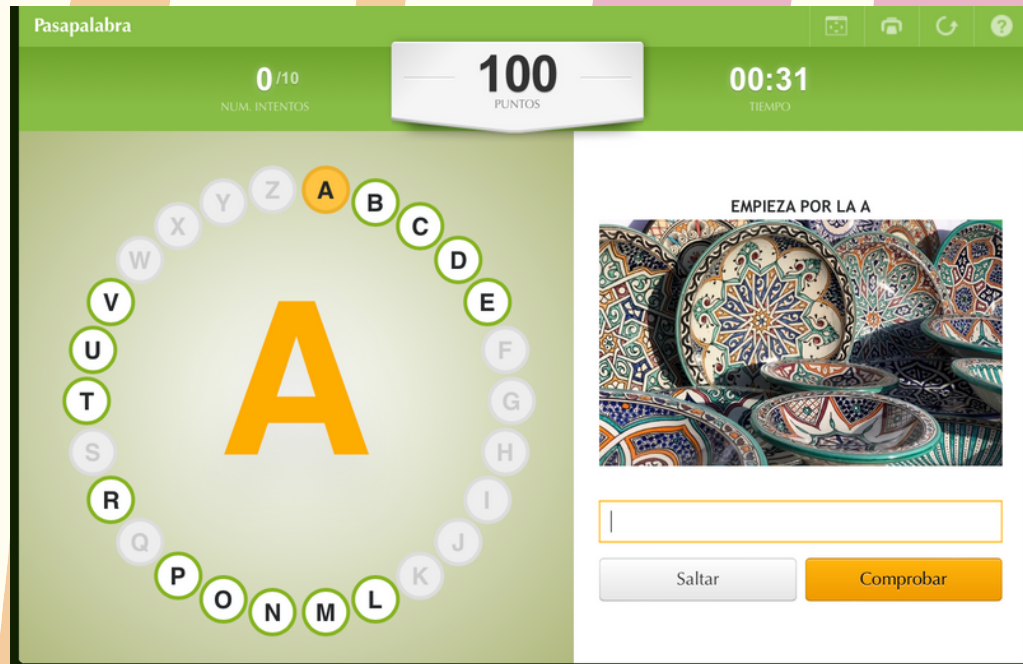 Pasapalabra
0/10
NUM. INTENTOS
100
PUNTOS
00:31
TIEMPO
?
A
B
C
D
E
F
G
H
I
J
K
L
M
N
O
P
Q
R
S
T
U
V
W
X
Y
Z
A
EMPIEZA POR LA A
Saltar
Comprobar